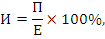 И = П/Е × 100%,